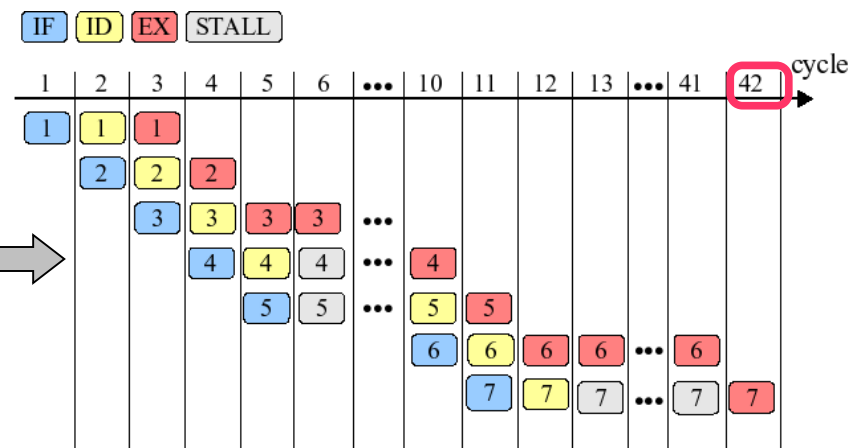 IF ID EX STALL
cycle
1 2 3 4 5 6 ••• 10 11 12 13 ••• 41 42
1 1 1
2 2 2
3 3 3 3 •••
4 4 4 ••• 4
5 5 ••• 5 5
6 6 6 6 ••• 6
7 7 7 ••• 7 7